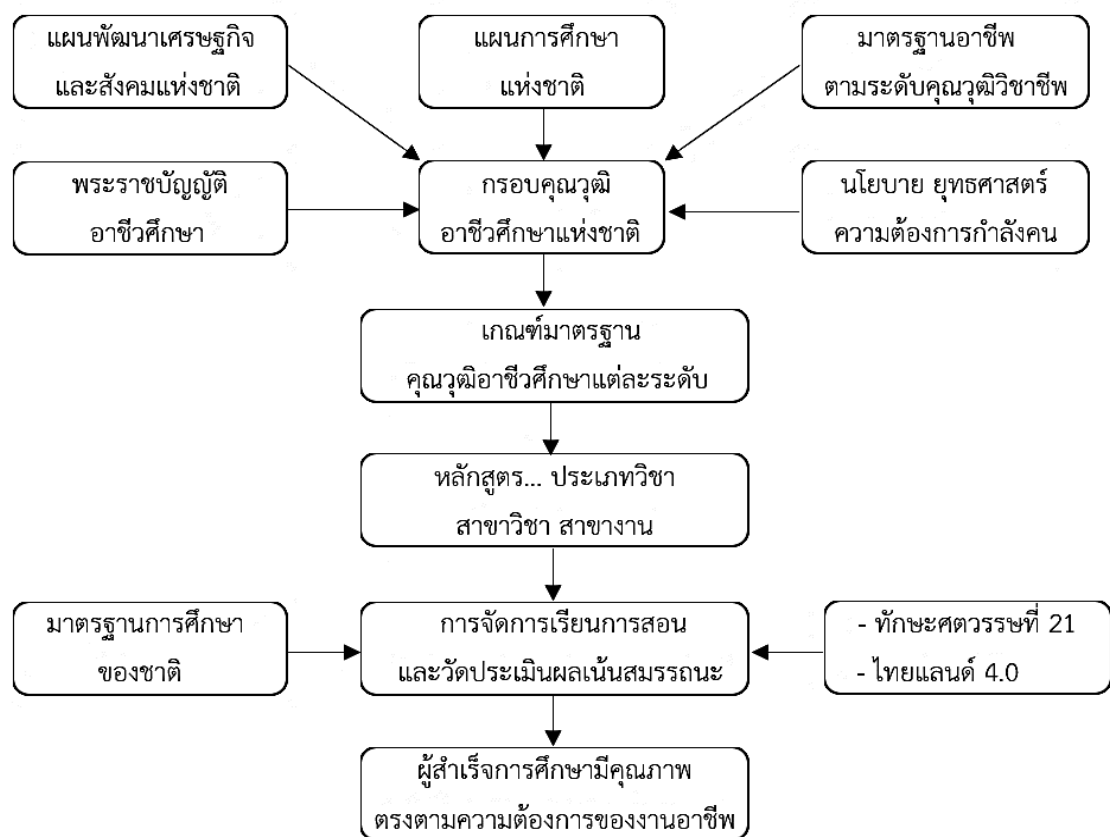 แผนพัฒนาเศรษฐกิจ
และสังคมแห่งชาติ
แผนการศึกษา
แห่งชาติ
มาตรฐานอาชีพ
ตามระดับคุณวุฒิวิชาชีพ
พระราชบัญญัติ
อาชีวศึกษา
กรอบคุณวุฒิ
อาชีวศึกษาแห่งชาติ
นโยบาย ยุทธศาสตร์
ความต้องการกำลังคน
เกณฑ์มาตรฐาน
คุณวุฒิอาชีวศึกษาแต่ละระดับ
หลักสูตร... ประเภทวิชา
สาขาวิชา สาขางาน
มาตรฐานการศึกษา
ของชาติ
การจัดการเรียนการสอน
และวัดประเมินผลเน้นสมรรถนะ
- ทักษะศตวรรษที่ 21
- ไทยแลนด์ 4.0
ผู้สำเร็จการศึกษามีคุณภาพ
ตรงตามความต้องการของงานอาชีพ